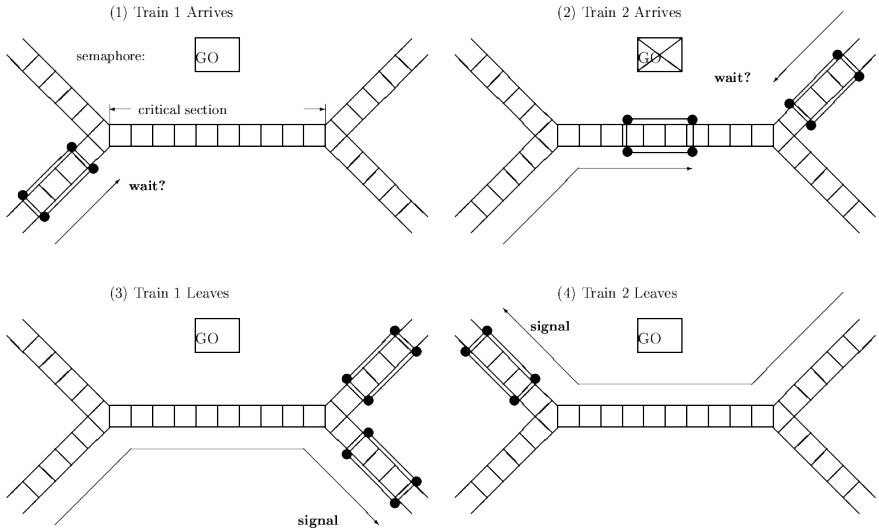 (1) Train 1 Arrives
semaphore:
GO
critical section
wait?
(2) Train 2 Arrives
GO
wait?
(3) Train 1 Leaves
GO
signal
(4) Train 2 Leaves
signal
GO